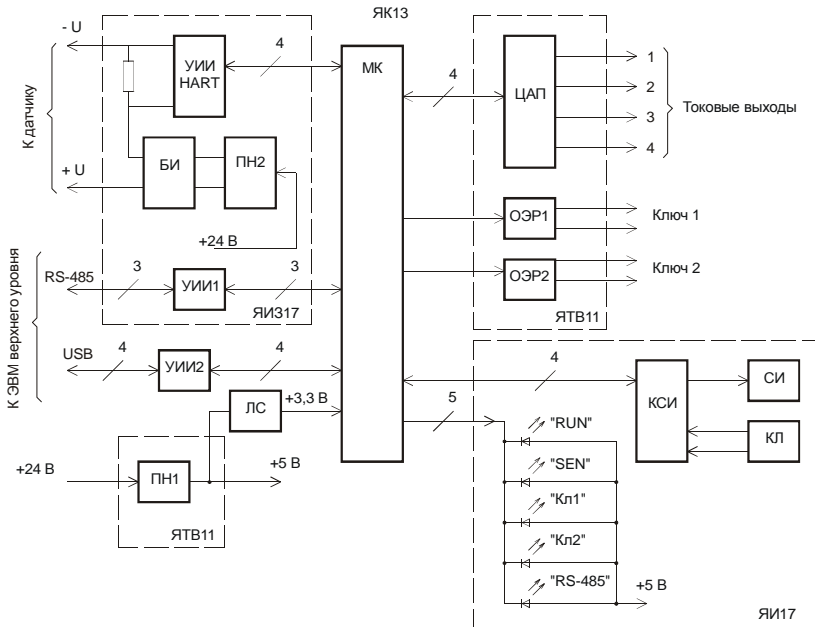 ЯК13
- U
К датчику
+ U
УИИ
HART
4
БИ
ПН2
+24 В
МК
4
ЦАП
1
2
3
4
Токовые выходы
ОЭР1
Ключ 1
ОЭР2
Ключ 2
ЯТВ11
К ЭВМ верхнего уровня
RS-485
3
УИИ1
3
ЯИЗ17
USB
4
УИИ2
4
ЛС
+3,3 В
+24 В
ПН1
+5 В
ЯТВ11
4
КСИ
СИ
КЛ
5
"RUN"
"SEN"
"Кл1"
"Кл2"
"RS-485"
+5 В
ЯИ17